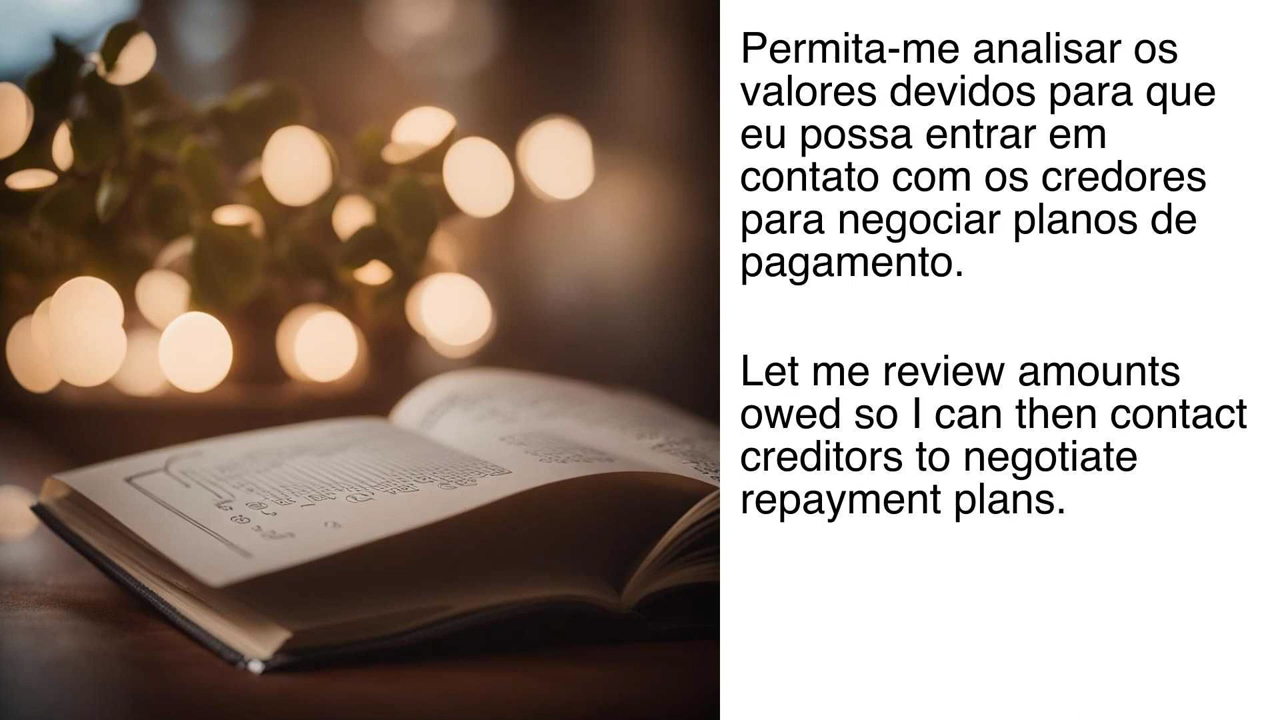 Permita-me analisar os
valores devidos para que
eu possa entrar em
contato com os credores
para negociar planos de
pagamento.
Let me review amounts
owed so I can then contact
creditors to negotiate
repayment plans.